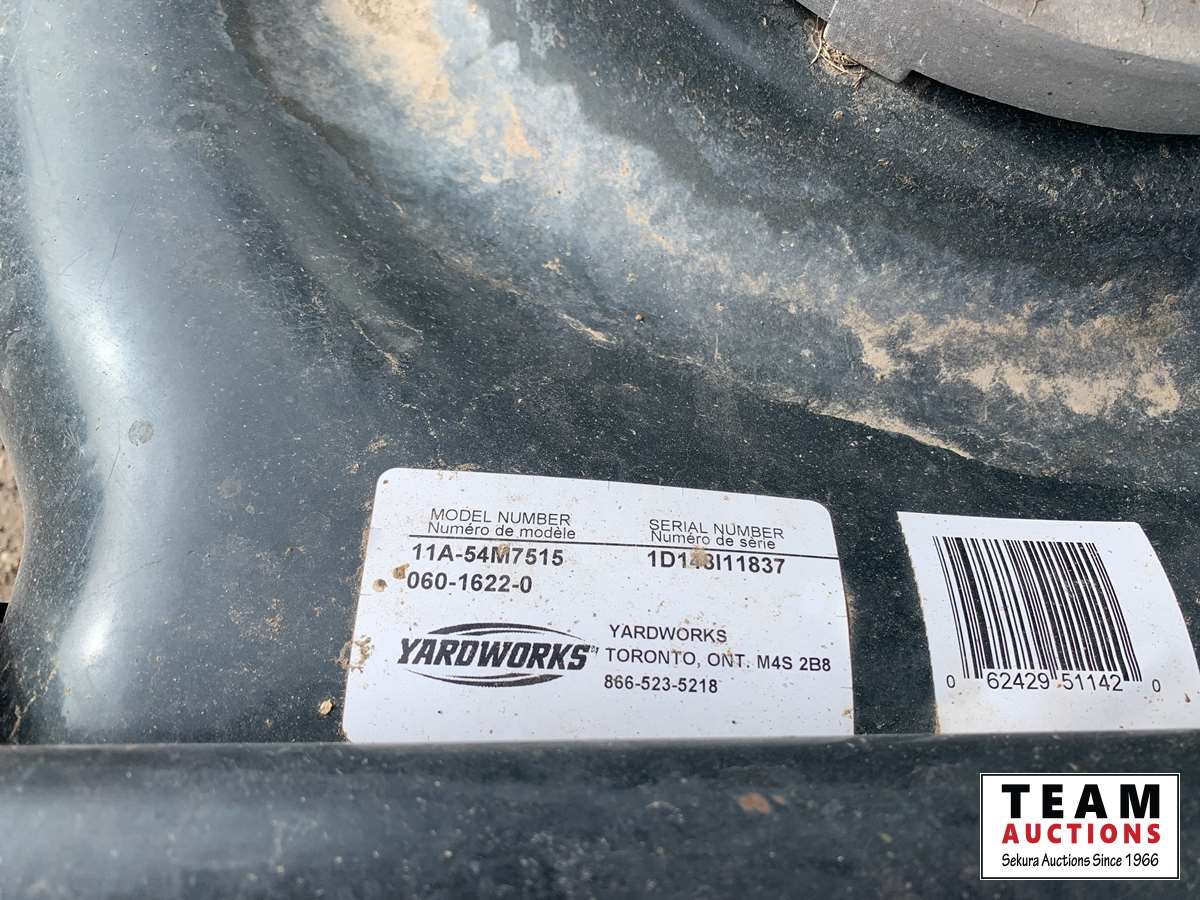 MODEL NUMBER
Numéro de modèle
11A-54M7515
060-1622-0
SERIAL NUMBER
Numéro de série
1D148I11837
YARDWORKS
YARDWORKS
TORONTO, ONT. M4S 2B8
866-523-5218
0 62429 51142 0
TEAM
AUCTIONS
Sekura Auctions Since 1966